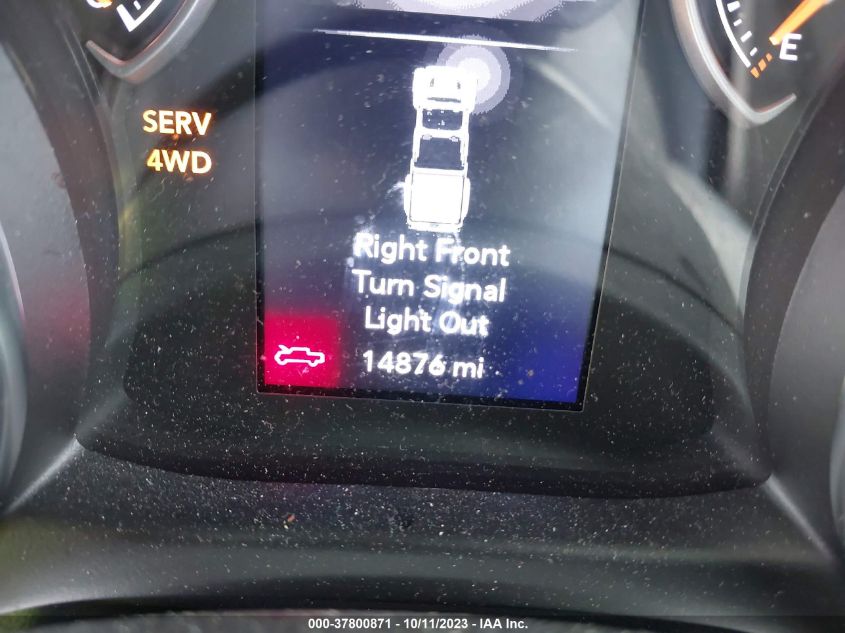 E
SERV
4WD
Right Front
Turn Signal
Light Out
14876 mi
000-37800871 - 10/11/2023 - IAA Inc.